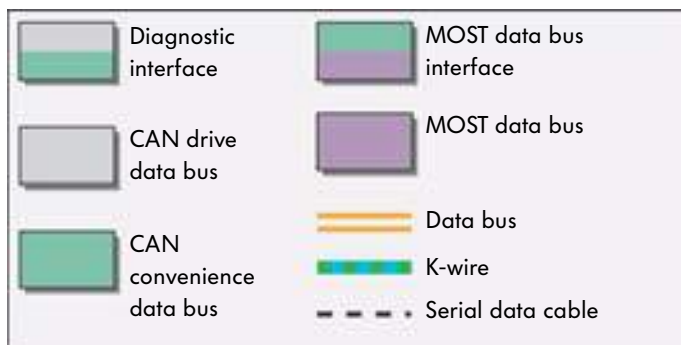 Diagnostic
interface
CAN drive
data bus
CAN
convenience
data bus
MOST data bus
interface
MOST data bus
Data bus
K-wire
Serial data cable